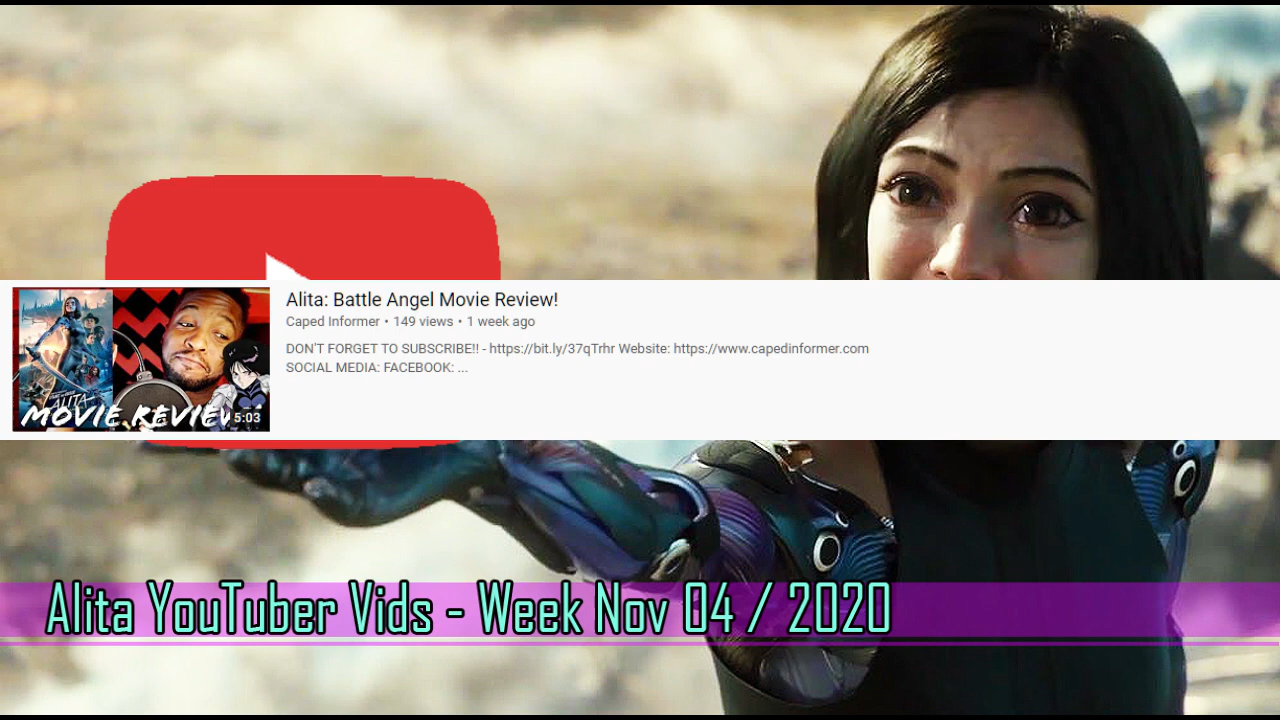 Alita: Battle Angel Movie Review!
Caped Informer • 149 views • 1 week ago
DON'T FORGET TO SUBSCRIBE!! - https://bit.ly/37qTrhr Website: https://www.capedinformer.com
SOCIAL MEDIA: FACEBOOK: ...
ALITA
MOVIE REVIEW
5:03
Alita YouTuber Vids - Week Nov 04 / 2020